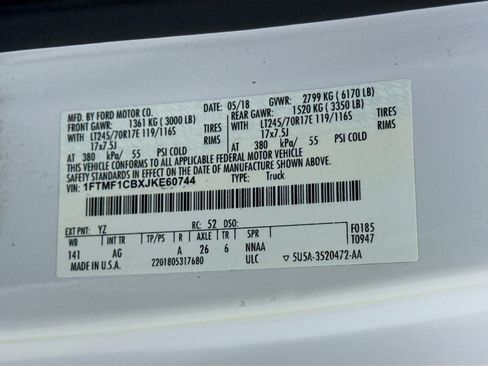 MFD. BY FORD MOTOR CO.
DATE: 05/18 GVWR: 2799 KG ( 6170 LB)
FRONT GAWR: 1361 KG ( 3000 LB) REAR GAWR: 1520 KG ( 3350 LB)
WITH LT245/70R17E 119/116S TIRES WITH LT245/70R17E 119/116S TIRES
17x7.5J 17x7.5J
AT 380 kPa/ 55 PSI COLD AT 380 kPa/ 55 PSI COLD
THIS VEHICLE CONFORMS TO ALL APPLICABLE FEDERAL MOTOR VEHICLE
SAFETY AND THEFT PREVENTION STANDARDS IN EFFECT ON THE DATE OF MANUFACTURE SHOWN ABOVE.
VIN: 1FTMF1CBXJKE60744 TYPE: Truck
EXT PNT: YZ RC: 52 DSO: F0185
WB INT TR TP/PS R AXLE TR SPR T0947
141 AG A 26 6 NNAA
MADE IN U.S.A. 2201805317680 ULC ▽ 5U5A-3520472-AA